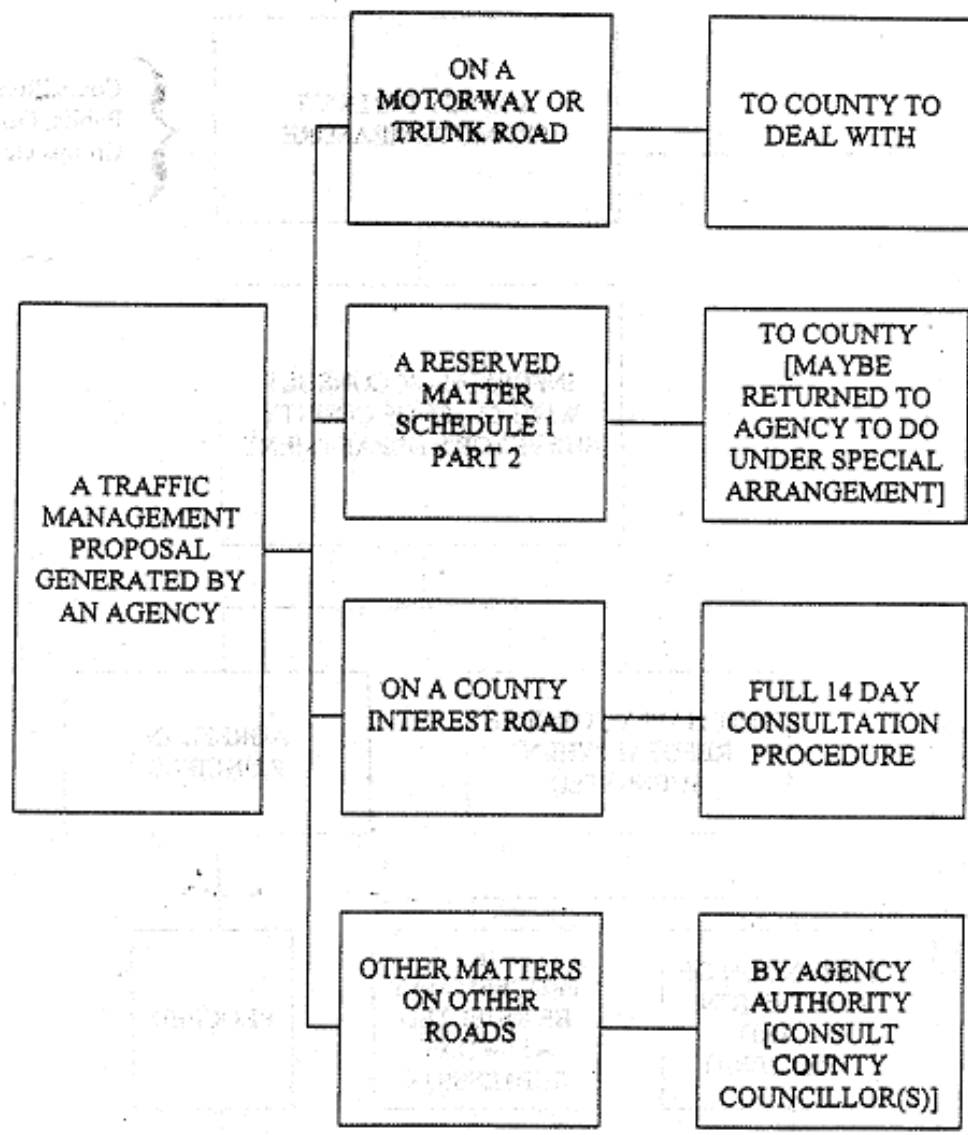 ON A
MOTORWAY OR
TRUNK ROAD
TO COUNTY TO
DEAL WITH
A TRAFFIC
MANAGEMENT
PROPOSAL
GENERATED BY
AN AGENCY
A RESERVED
MATTER
SCHEDULE 1
PART 2
TO COUNTY
[MAYBE
RETURNED TO
AGENCY TO DO
UNDER SPECIAL
ARRANGEMENT]
ON A COUNTY
INTEREST ROAD
FULL 14 DAY
CONSULTATION
PROCEDURE
OTHER MATTERS
ON OTHER
ROADS
BY AGENCY
AUTHORITY
[CONSULT
COUNTY
COUNCILLOR(S)]